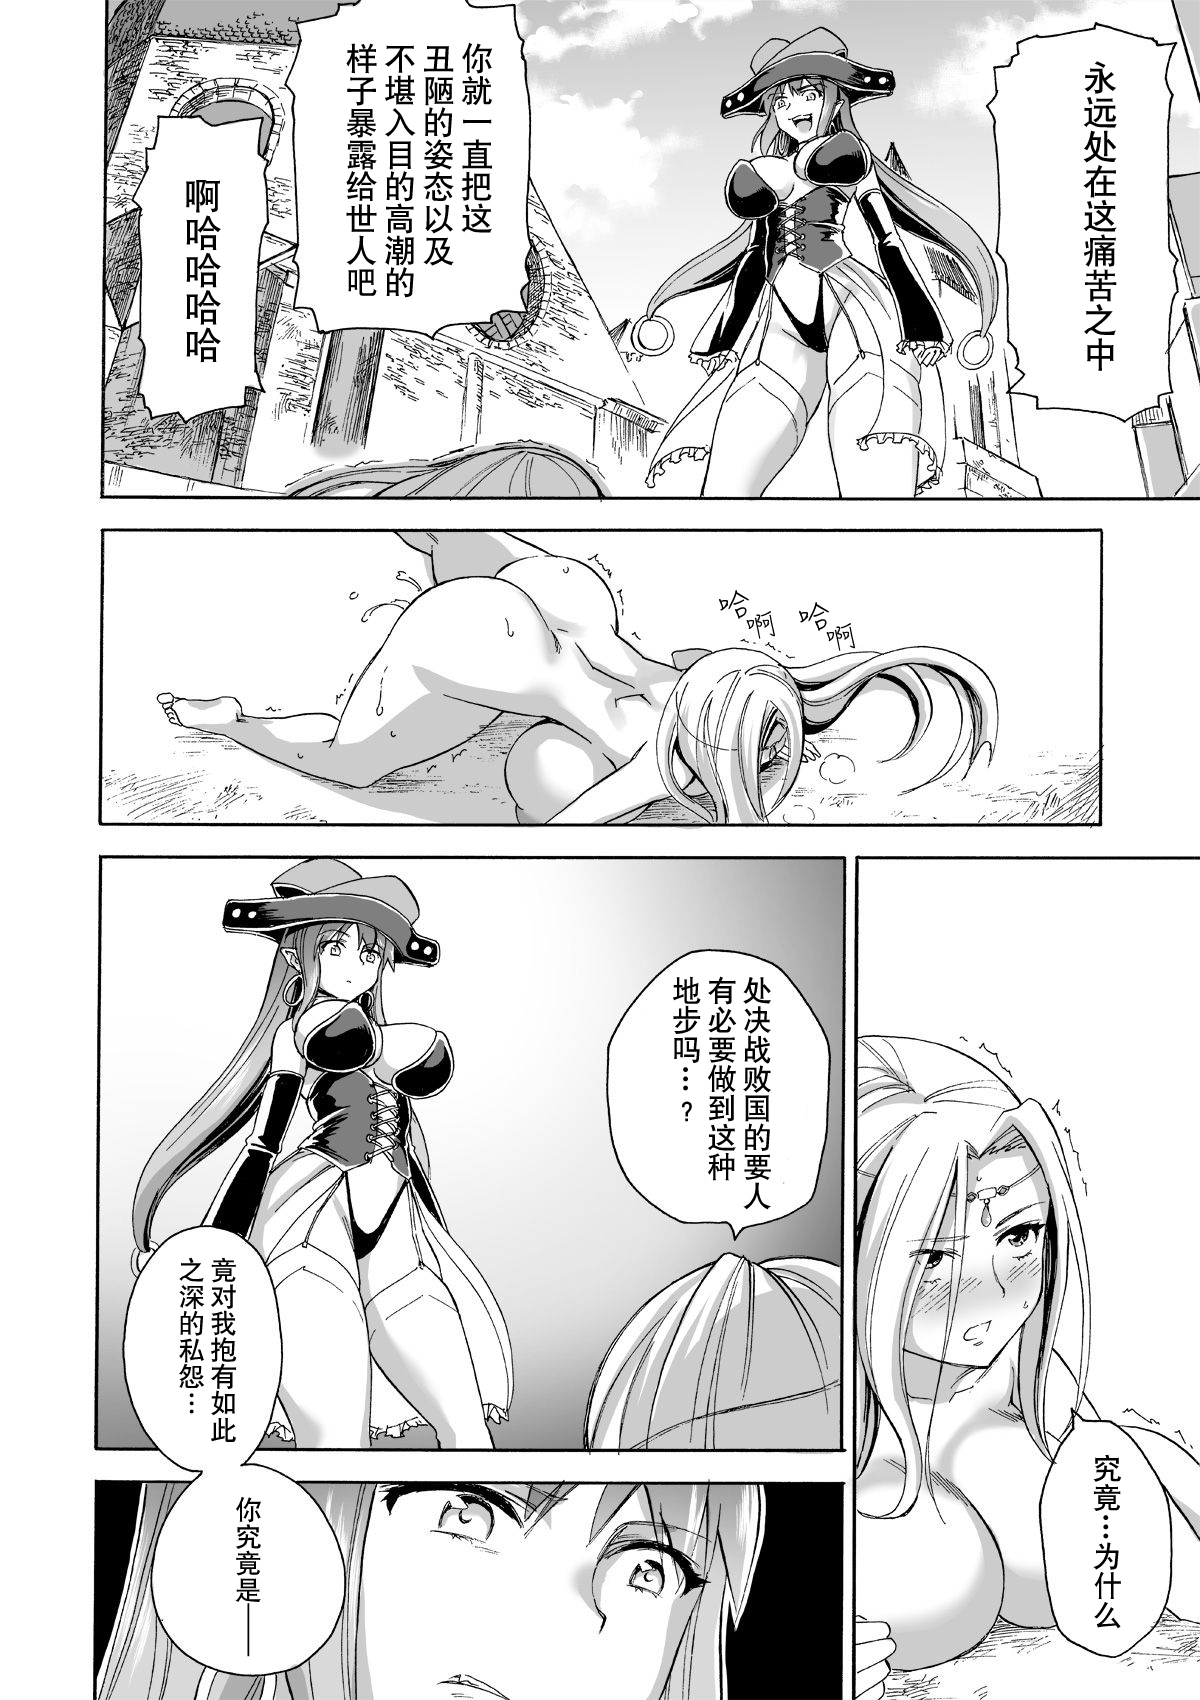 永远处在这痛苦之中
你就一直把这
丑陋的姿态以及
不堪入目的高潮的
样子暴露给世人吧
啊哈哈哈哈
哈
啊
哈
啊
究竟…为什么
处决战败国的要人
有必要做到这种
地步吗…?
竟对我抱有如此
之深的私怨…
你究竟是——